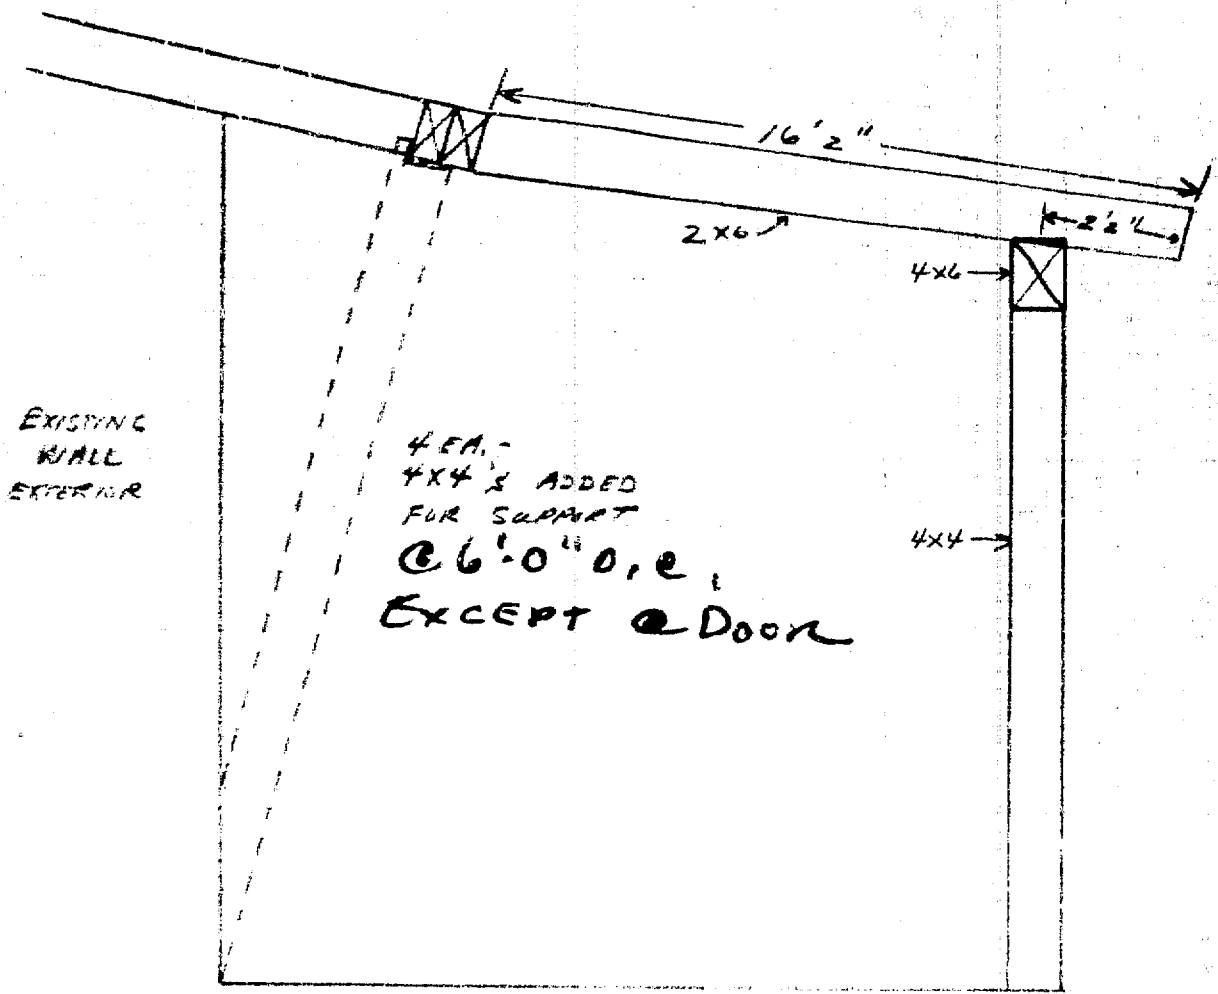 16'2"
2'2"
2x6
4x6
EXISTING
WALL
EXTERIOR
4 EA.-
4x4's ADDED
FOR SUPPORT
@ 6'-0" O.C.
EXCEPT @ DOOR
4x4